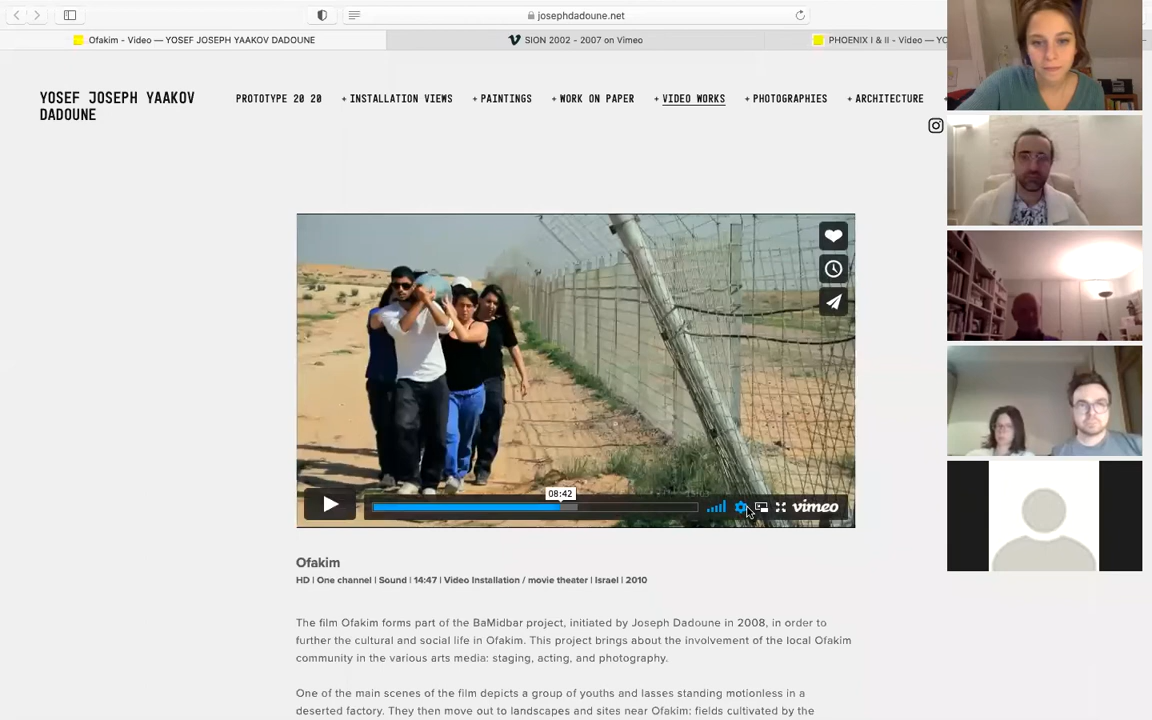 josephdadoune.net
Ofakim - Video — YOSEF JOSEPH YAAKOV DADOUNE
SION 2002 - 2007 on Vimeo
PHOENIX I & II - Video — YO
YOSEF JOSEPH YAAKOV
DADOUNE
PROTOTYPE 20 20 + INSTALLATION VIEWS + PAINTINGS + WORK ON PAPER + VIDEO WORKS + PHOTOGRAPHIES + ARCHITECTURE +
08:42
vimeo
Ofakim
HD | One channel | Sound | 14:47 | Video Installation / movie theater | Israel | 2010
The film Ofakim forms part of the BaMidbar project, initiated by Joseph Dadoune in 2008, in order to
further the cultural and social life in Ofakim. This project brings about the involvement of the local Ofakim
community in the various arts media: staging, acting, and photography.
One of the main scenes of the film depicts a group of youths and lasses standing motionless in a
deserted factory. They then move out to landscapes and sites near Ofakim: fields cultivated by the